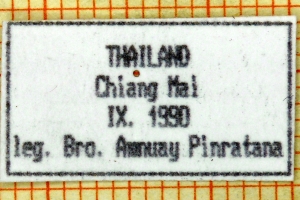 THAILAND
Chiang Mai
IX. 1990
leg. Bro. Amnuay Pinratana